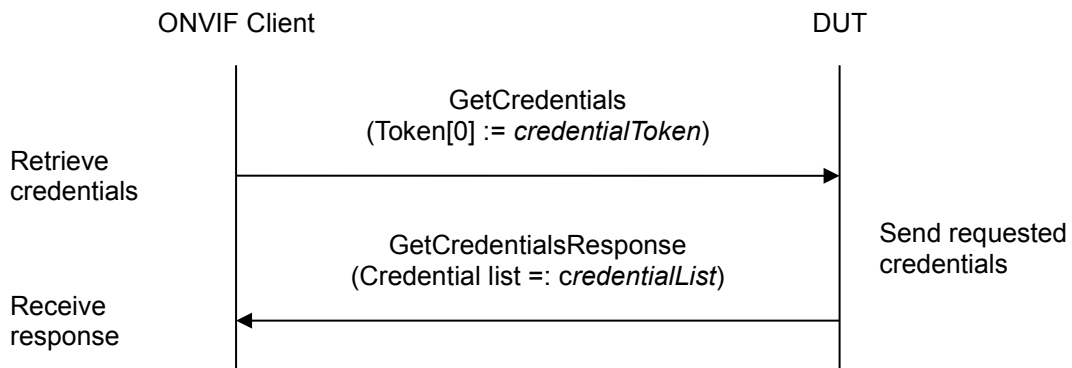 ONVIF Client
DUT
GetCredentials
(Token[0] := credentialToken)
Retrieve
credentials
GetCredentialsResponse
(Credential list =: credentialList)
Send requested
credentials
Receive
response